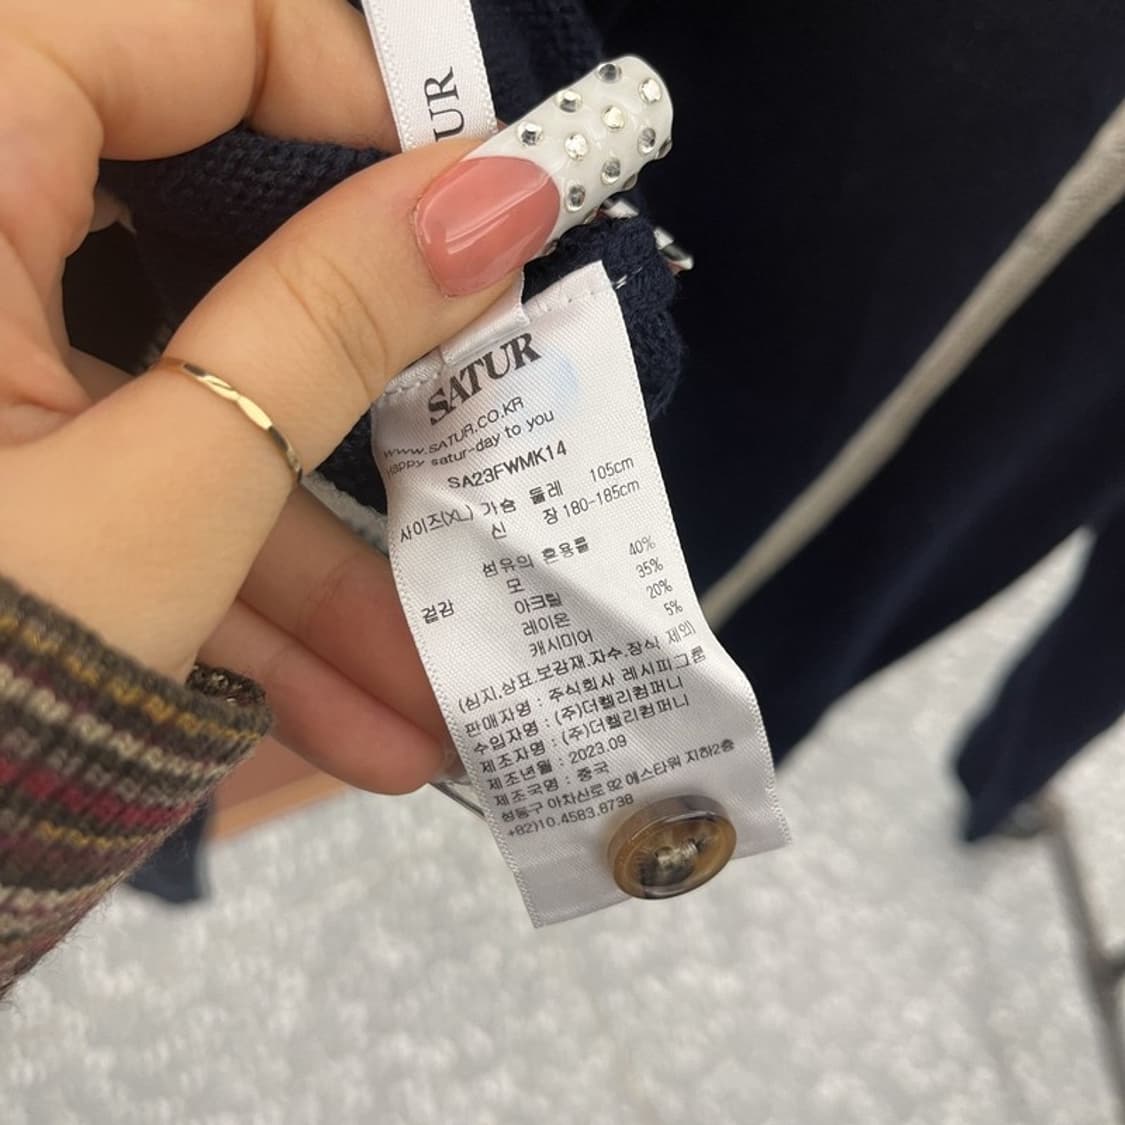 UR
SATUR
www.SATUR.CO.KR
Happy satur-day to you
SA23FWMK14
사이즈(XL) 가슴 둘레 105cm
신 장 180-185cm
섬유의 혼용률
겉감 모 40%
아크릴 35%
레이온 20%
캐시미어 5%
(심지,상표,보강재,자수,장식 제외)
판매자명 : 주식회사 레시피그룹
수입자명 : (주)더켈리컴퍼니
제조자명 : (주)더켈리컴퍼니
제조년월 : 2023.09
제조국명 : 중국
성동구 아차산로 92 에스타워 지하2층
+82)10.4583.8738